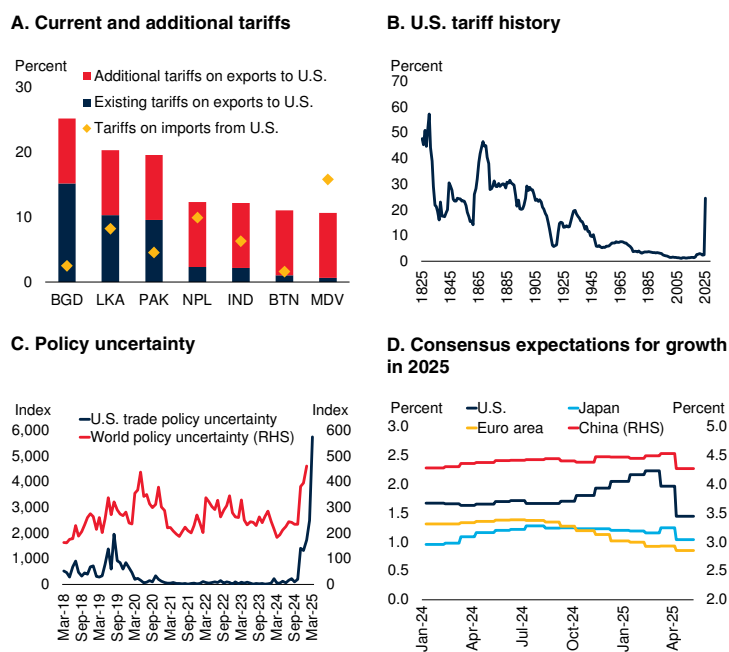 A. Current and additional tariffs
Percent
30
20
10
0
Additional tariffs on exports to U.S.
Existing tariffs on exports to U.S.
Tariffs on imports from U.S.
BGD LKA PAK NPL IND BTN MDV
B. U.S. tariff history
Percent
70
60
50
40
30
20
10
0
1825 1845 1865 1885 1905 1925 1945 1965 1985 2005 2025
C. Policy uncertainty
Index
Index
U.S. trade policy uncertainty
World policy uncertainty (RHS)
6,000
5,000
4,000
3,000
2,000
1,000
0
600
500
400
300
200
100
0
Mar-18 Sep-18 Mar-19 Sep-19 Mar-20 Sep-20 Mar-21 Sep-21 Mar-22 Sep-22 Mar-23 Sep-23 Mar-24 Sep-24 Mar-25
D. Consensus expectations for growth
in 2025
Percent
Percent
U.S.
Japan
Euro area
China (RHS)
3.0
2.5
2.0
1.5
1.0
0.5
0.0
5.0
4.5
4.0
3.5
3.0
2.5
2.0
Jan-24 Apr-24 Jul-24 Oct-24 Jan-25 Apr-25